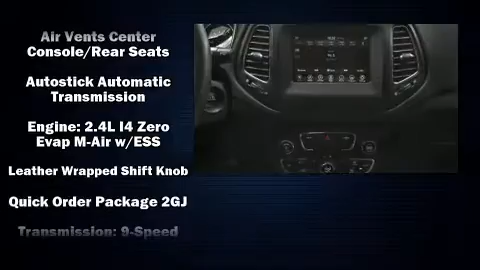 Air Vents Center
Console/Rear Seats
Autostick Automatic
Transmission
Engine: 2.4L I4 Zero
Evap M-Air w/ESS
Leather Wrapped Shift Knob
Quick Order Package 2GJ
Transmission: 9-Speed